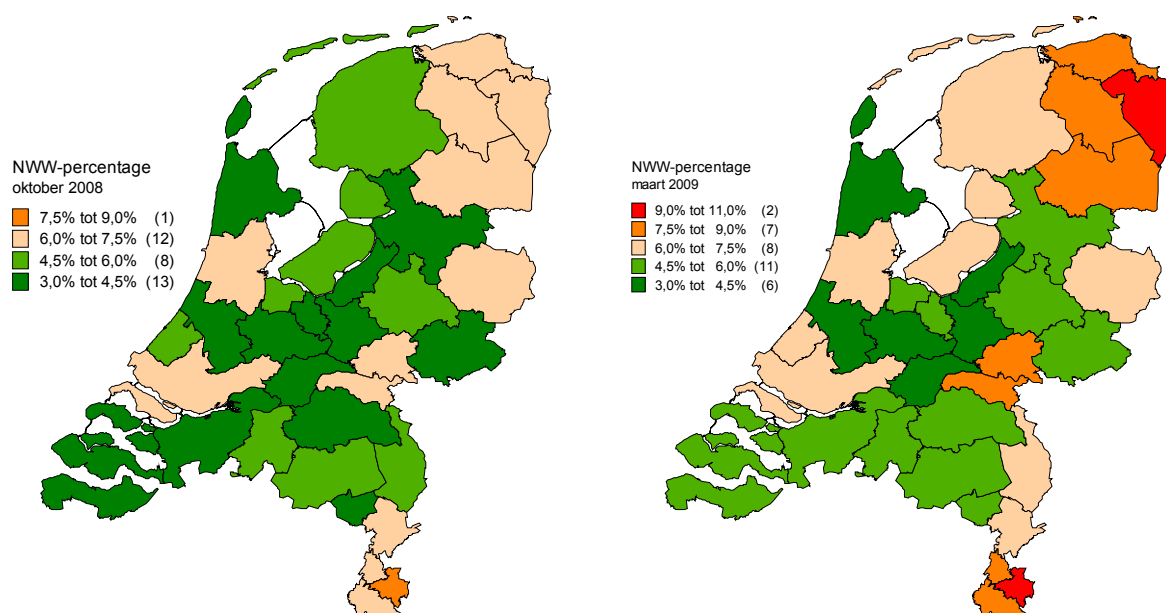 NWW-percentage
oktober 2008
7,5% tot 9,0% (1)
6,0% tot 7,5% (12)
4,5% tot 6,0% (8)
3,0% tot 4,5% (13)
NWW-percentage
maart 2009
9,0% tot 11,0% (2)
7,5% tot 9,0% (7)
6,0% tot 7,5% (8)
4,5% tot 6,0% (11)
3,0% tot 4,5% (6)